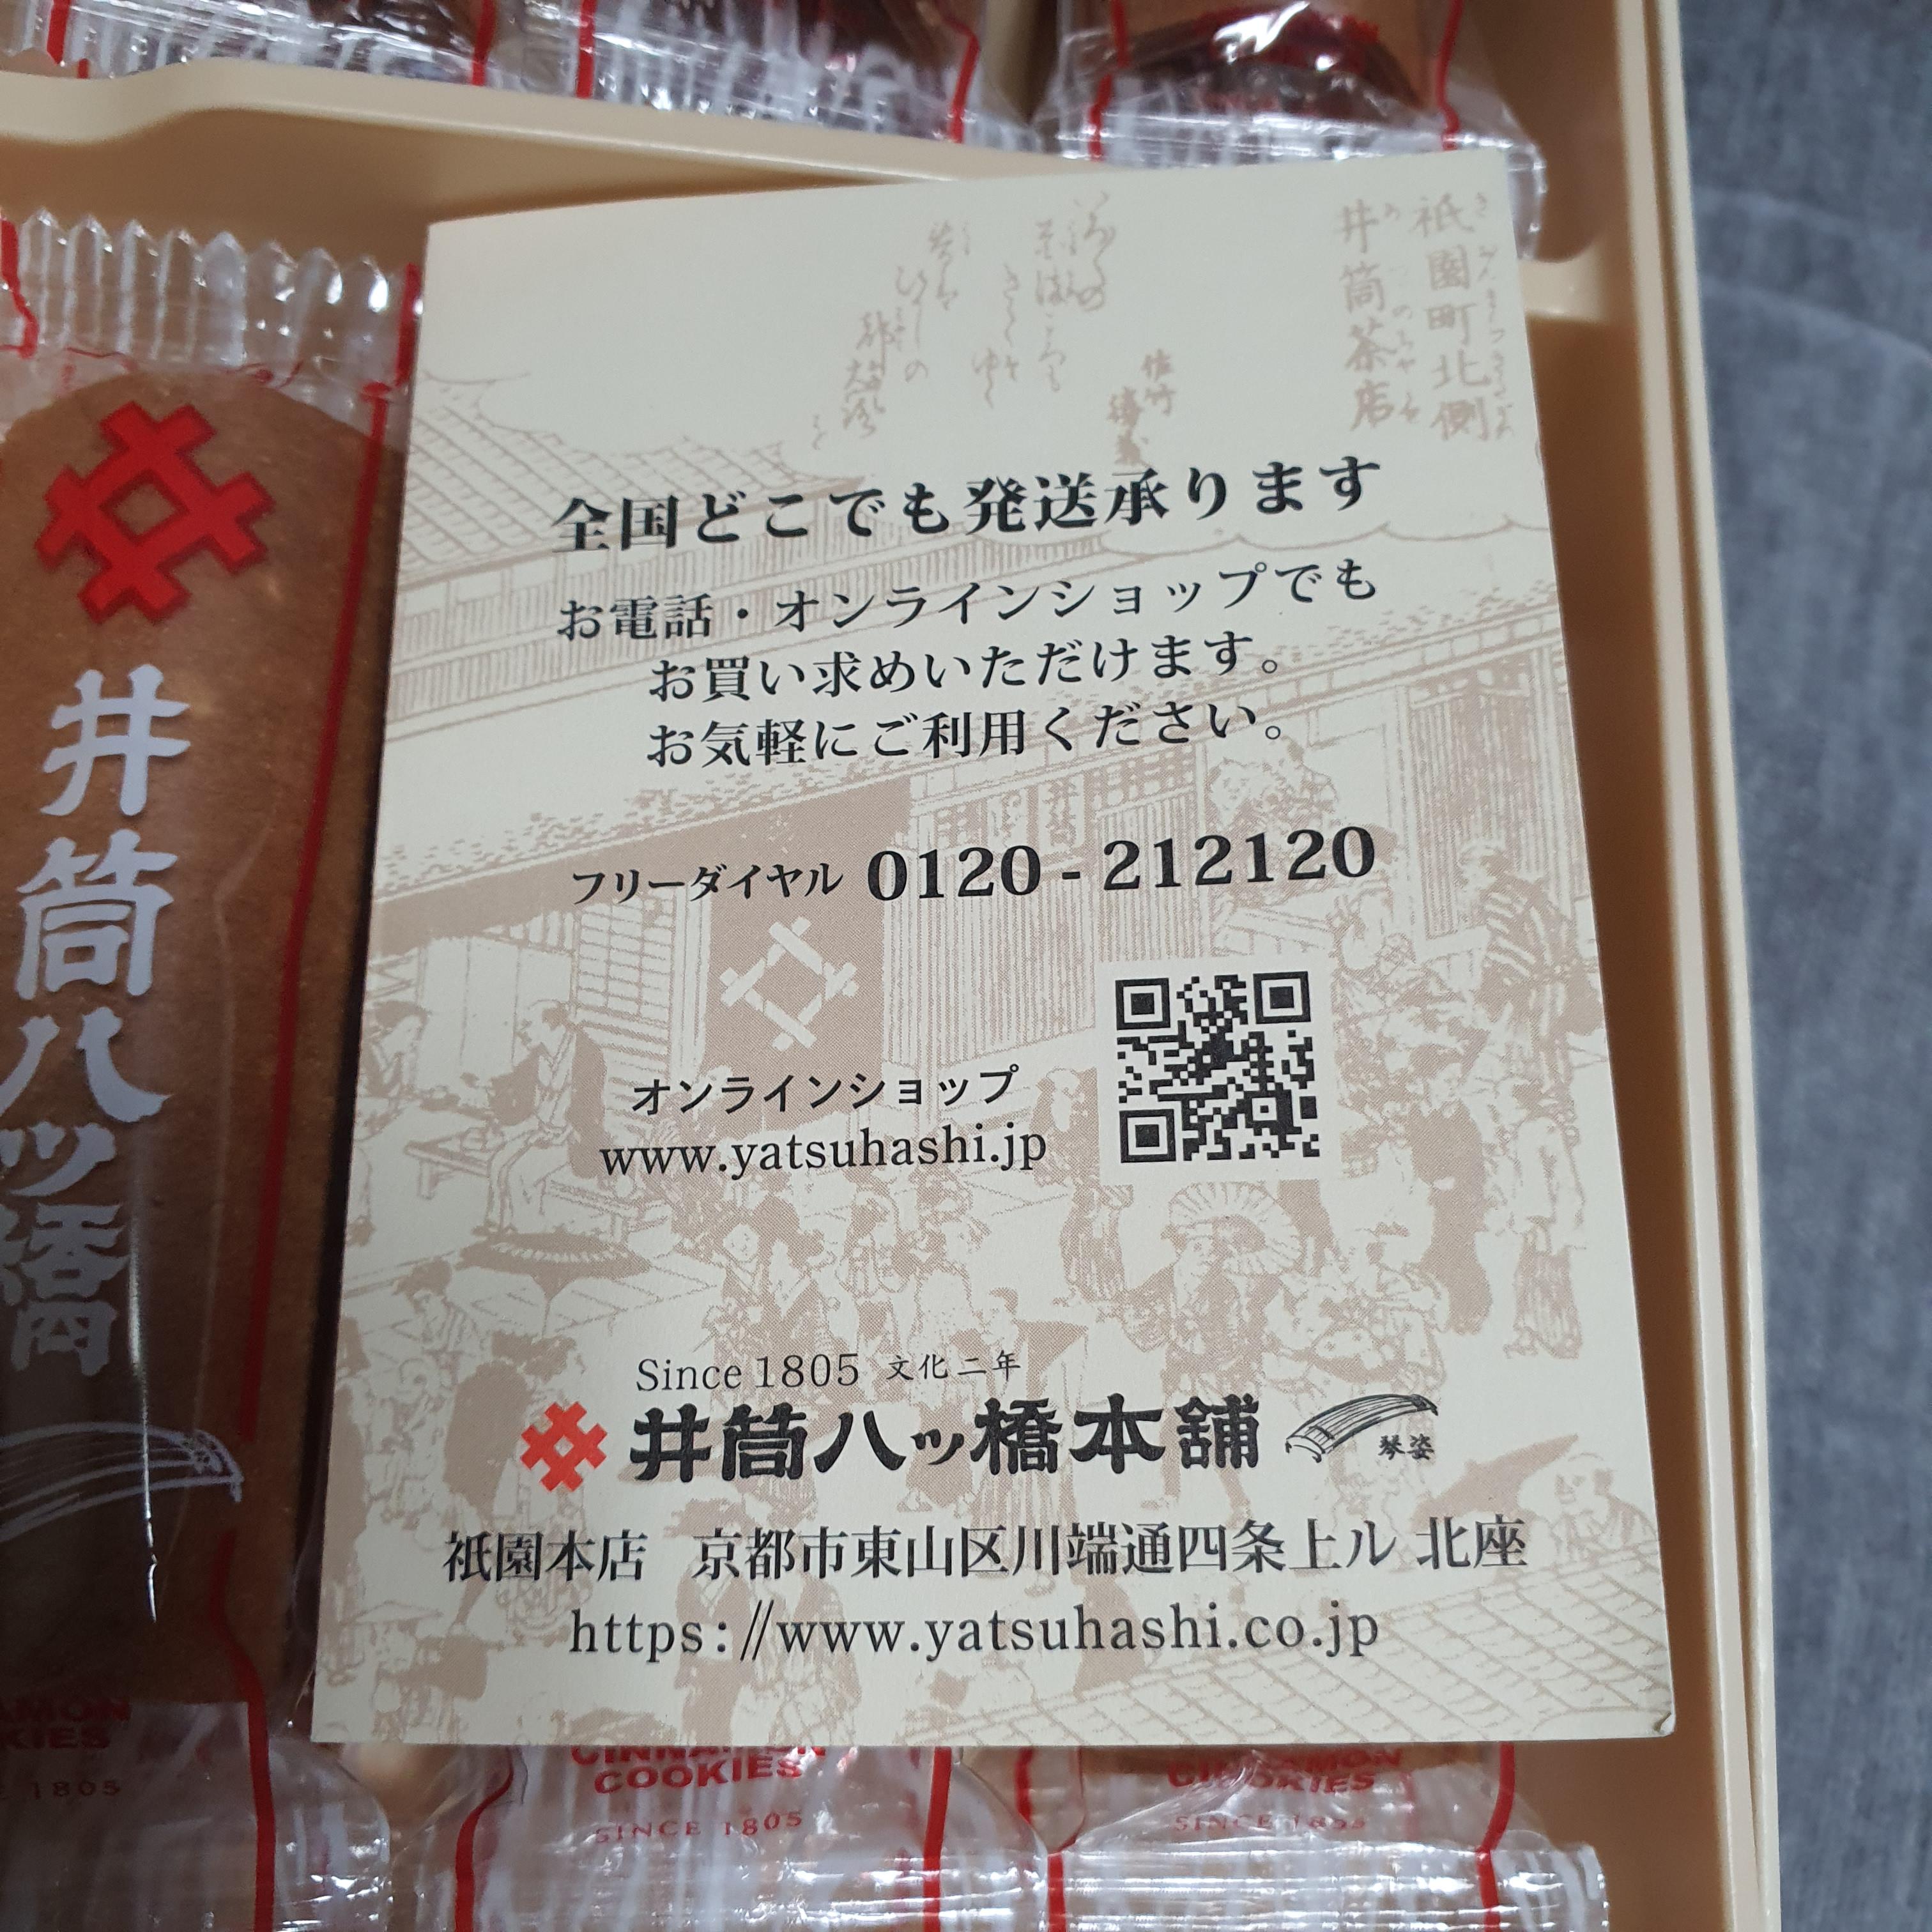 祇園町北側
井筒茶店
全国どこでも発送承ります
お電話・オンラインショップでも
お買い求めいただけます。
お気軽にご利用ください。
フリーダイヤル 0120 - 212120
オンラインショップ
www.yatsuhashi.jp
Since 1805 文化二年
井筒八ッ橋本舗
琴姿
祇園本店 京都市東山区川端通四条上ル 北座
https://www.yatsuhashi.co.jp
井筒八ッ橋
CINNAMON
COOKIES
SINCE 1805
CINNAMON
COOKIES